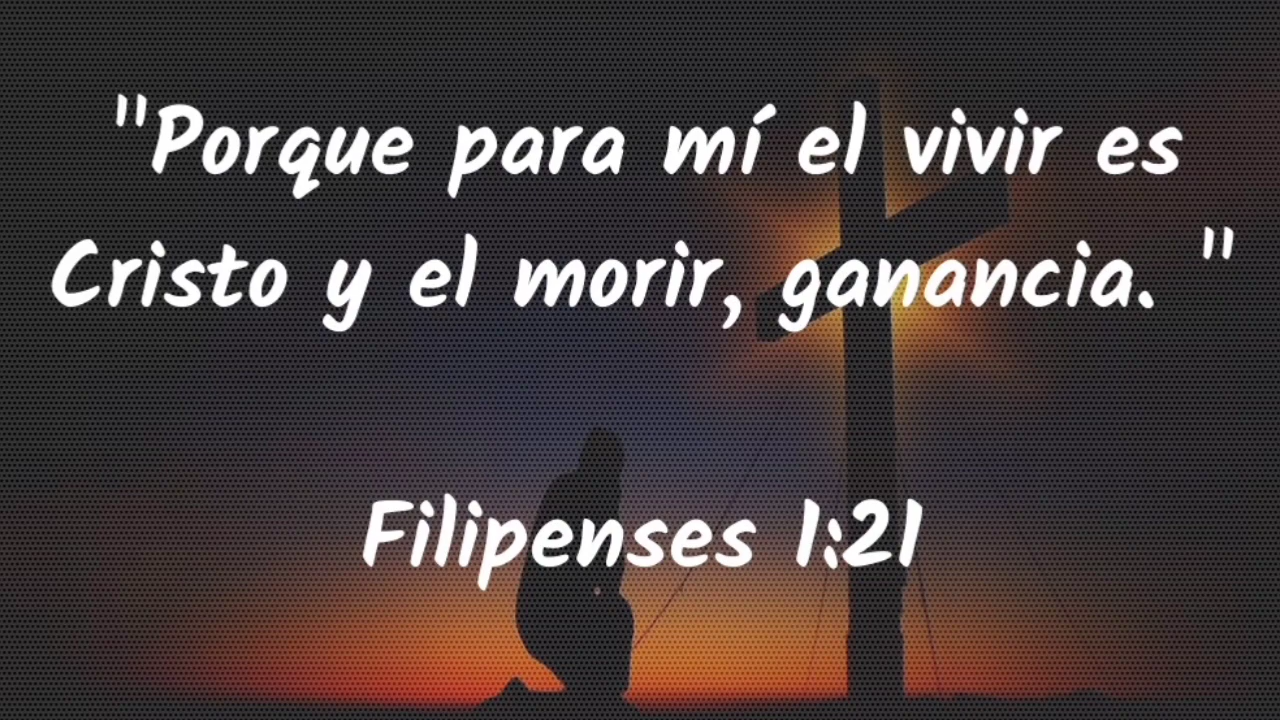 "Porque para mí el vivir es
Cristo y el morir, ganancia. "
Filipenses 1:21